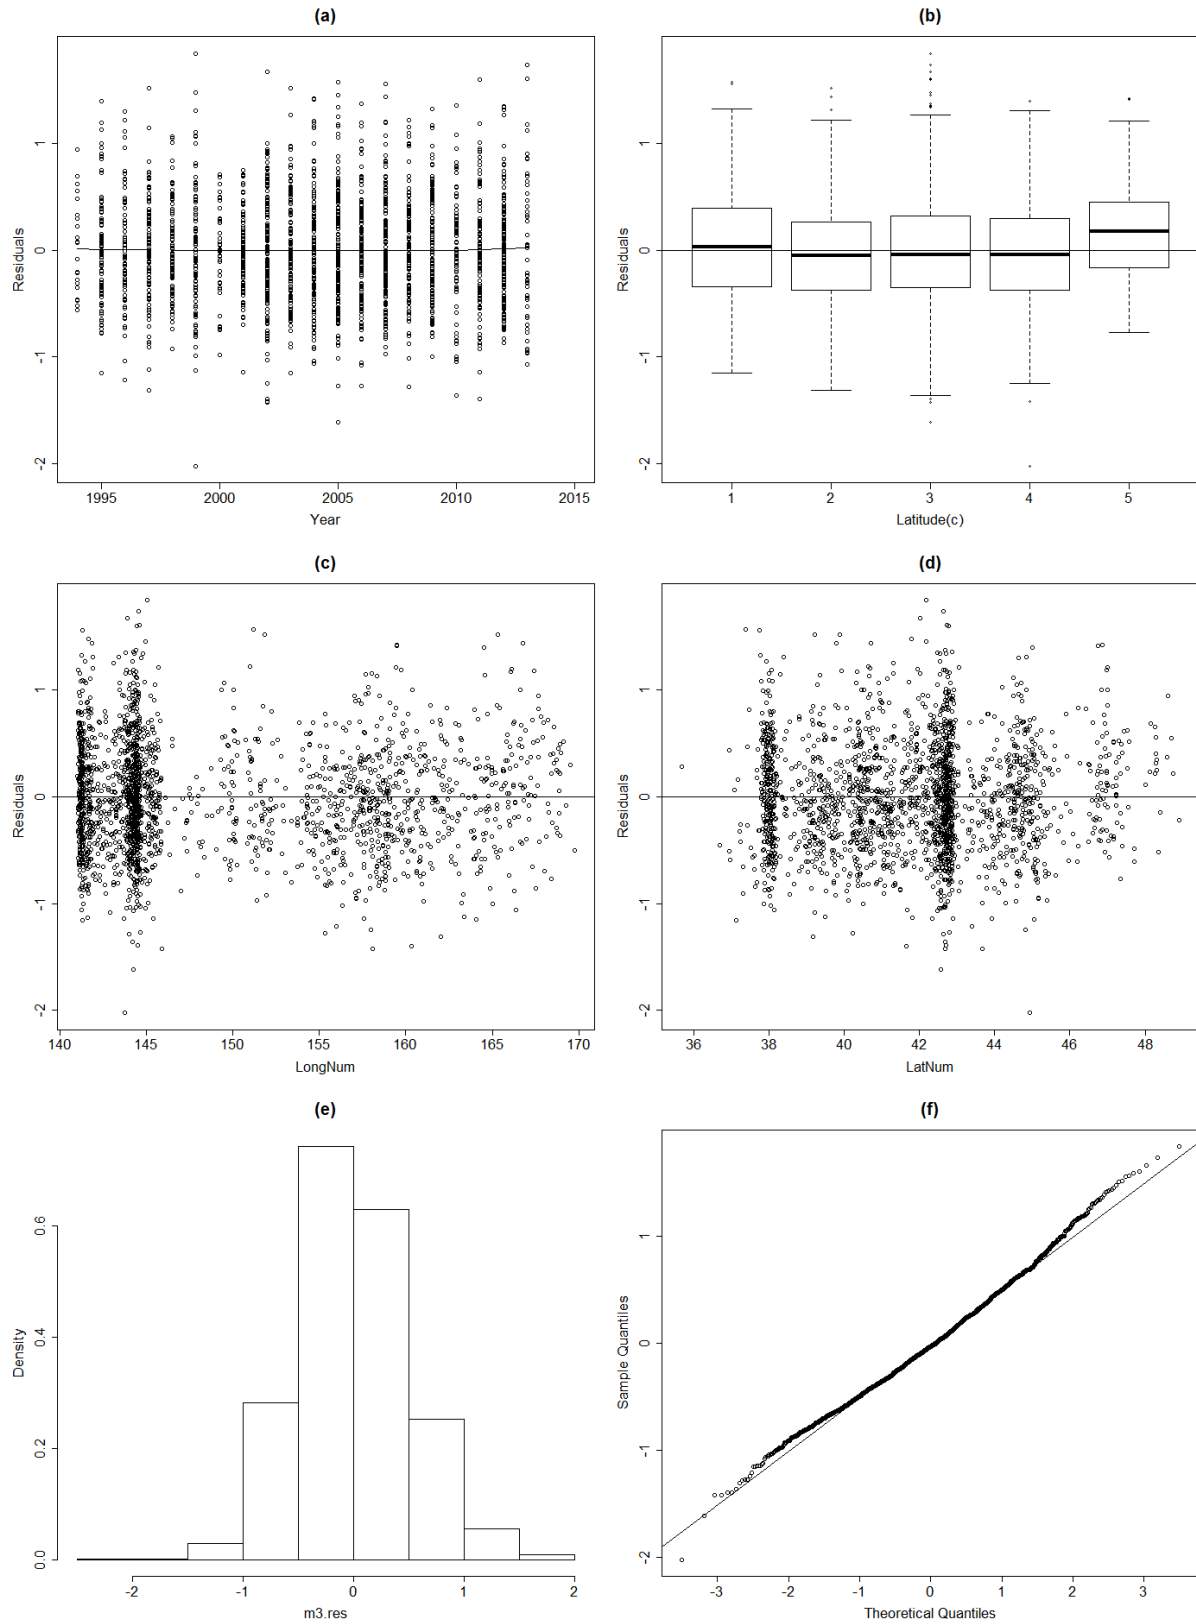 (a)
Residuals
1
0
-1
-2
1995 2000 2005 2010 2015
Year
(b)
Residuals
1
0
-1
-2
1 2 3 4 5
Latitude(c)
(c)
Residuals
1
0
-1
-2
140 145 150 155 160 165 170
LongNum
(d)
Residuals
1
0
-1
-2
36 38 40 42 44 46 48
LatNum
(e)
Density
0.6
0.4
0.2
0.0
-2 -1 0 1 2
m3.res
(f)
Sample Quantiles
1
0
-1
-2
-3 -2 -1 0 1 2 3
Theoretical Quantiles